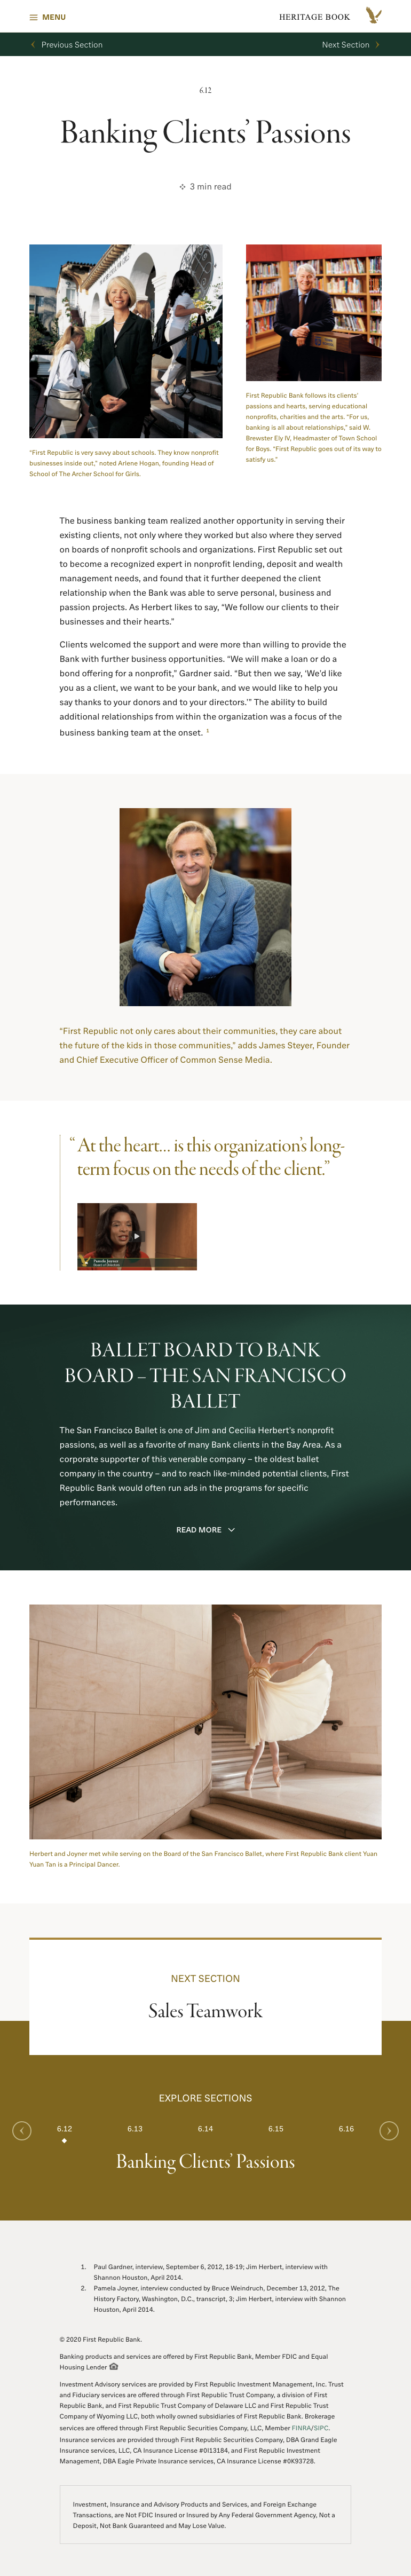 MENU
HERITAGE BOOK
Previous Section
Next Section
6.12
Banking Clients’ Passions
3 min read
“First Republic is very savvy about schools. They know nonprofit
businesses inside out,” noted Arlene Hogan, founding Head of
School of The Archer School for Girls.
First Republic Bank follows its clients’
passions and hearts, serving educational
nonprofits, charities and the arts. “For us,
banking is all about relationships,” said W.
Brewster Ely IV, Headmaster of Town School
for Boys. “First Republic goes out of its way to
satisfy us.”
The business banking team realized another opportunity in serving their
existing clients, not only where they worked but also where they served
on boards of nonprofit schools and organizations. First Republic set out
to become a recognized expert in nonprofit lending, deposit and wealth
management needs, and found that it further deepened the client
relationship when the Bank was able to serve personal, business and
passion projects. As Herbert likes to say, “We follow our clients to their
businesses and their hearts.”
Clients welcomed the support and were more than willing to provide the
Bank with further business opportunities. “We will make a loan or do a
bond offering for a nonprofit,” Gardner said. “But then we say, ‘We’d like
you as a client, we want to be your bank, and we would like to help you
say thanks to your donors and to your directors.’” The ability to build
additional relationships from within the organization was a focus of the
business banking team at the onset. 1
“First Republic not only cares about their communities, they care about
the future of the kids in those communities,” adds James Steyer, Founder
and Chief Executive Officer of Common Sense Media.
“At the heart... is this organization’s long-
term focus on the needs of the client.”
Pamela Joyner
BALLET BOARD TO BANK
BOARD – THE SAN FRANCISCO
BALLET
The San Francisco Ballet is one of Jim and Cecilia Herbert’s nonprofit
passions, as well as a favorite of many Bank clients in the Bay Area. As a
corporate supporter of this venerable company – the oldest ballet
company in the country – and to reach like-minded potential clients, First
Republic Bank would often run ads in the programs for specific
performances.
READ MORE
Herbert and Joyner met while serving on the Board of the San Francisco Ballet, where First Republic Bank client Yuan
Yuan Tan is a Principal Dancer.
NEXT SECTION
Sales Teamwork
EXPLORE SECTIONS
6.12 6.13 6.14 6.15 6.16
Banking Clients’ Passions
1. Paul Gardner, interview, September 6, 2012, 18-19; Jim Herbert, interview with
Shannon Houston, April 2014.
2. Pamela Joyner, interview conducted by Bruce Weindruch, December 13, 2012, The
History Factory, Washington, D.C., transcript, 3; Jim Herbert, interview with Shannon
Houston, April 2014.
© 2020 First Republic Bank.
Banking products and services are offered by First Republic Bank, Member FDIC and Equal
Housing Lender
Investment Advisory services are provided by First Republic Investment Management, Inc. Trust
and Fiduciary services are offered through First Republic Trust Company, a division of First
Republic Bank, and First Republic Trust Company of Delaware LLC and First Republic Trust
Company of Wyoming LLC, both wholly owned subsidiaries of First Republic Bank. Brokerage
services are offered through First Republic Securities Company, LLC, Member FINRA/SIPC.
Insurance services are provided through First Republic Securities Company, DBA Grand Eagle
Insurance services, LLC, CA Insurance License #0I13184, and First Republic Investment
Management, DBA Eagle Private Insurance services, CA Insurance License #0K93728.
Investment, Insurance and Advisory Products and Services, and Foreign Exchange
Transactions, are Not FDIC Insured or Insured by Any Federal Government Agency, Not a
Deposit, Not Bank Guaranteed and May Lose Value.